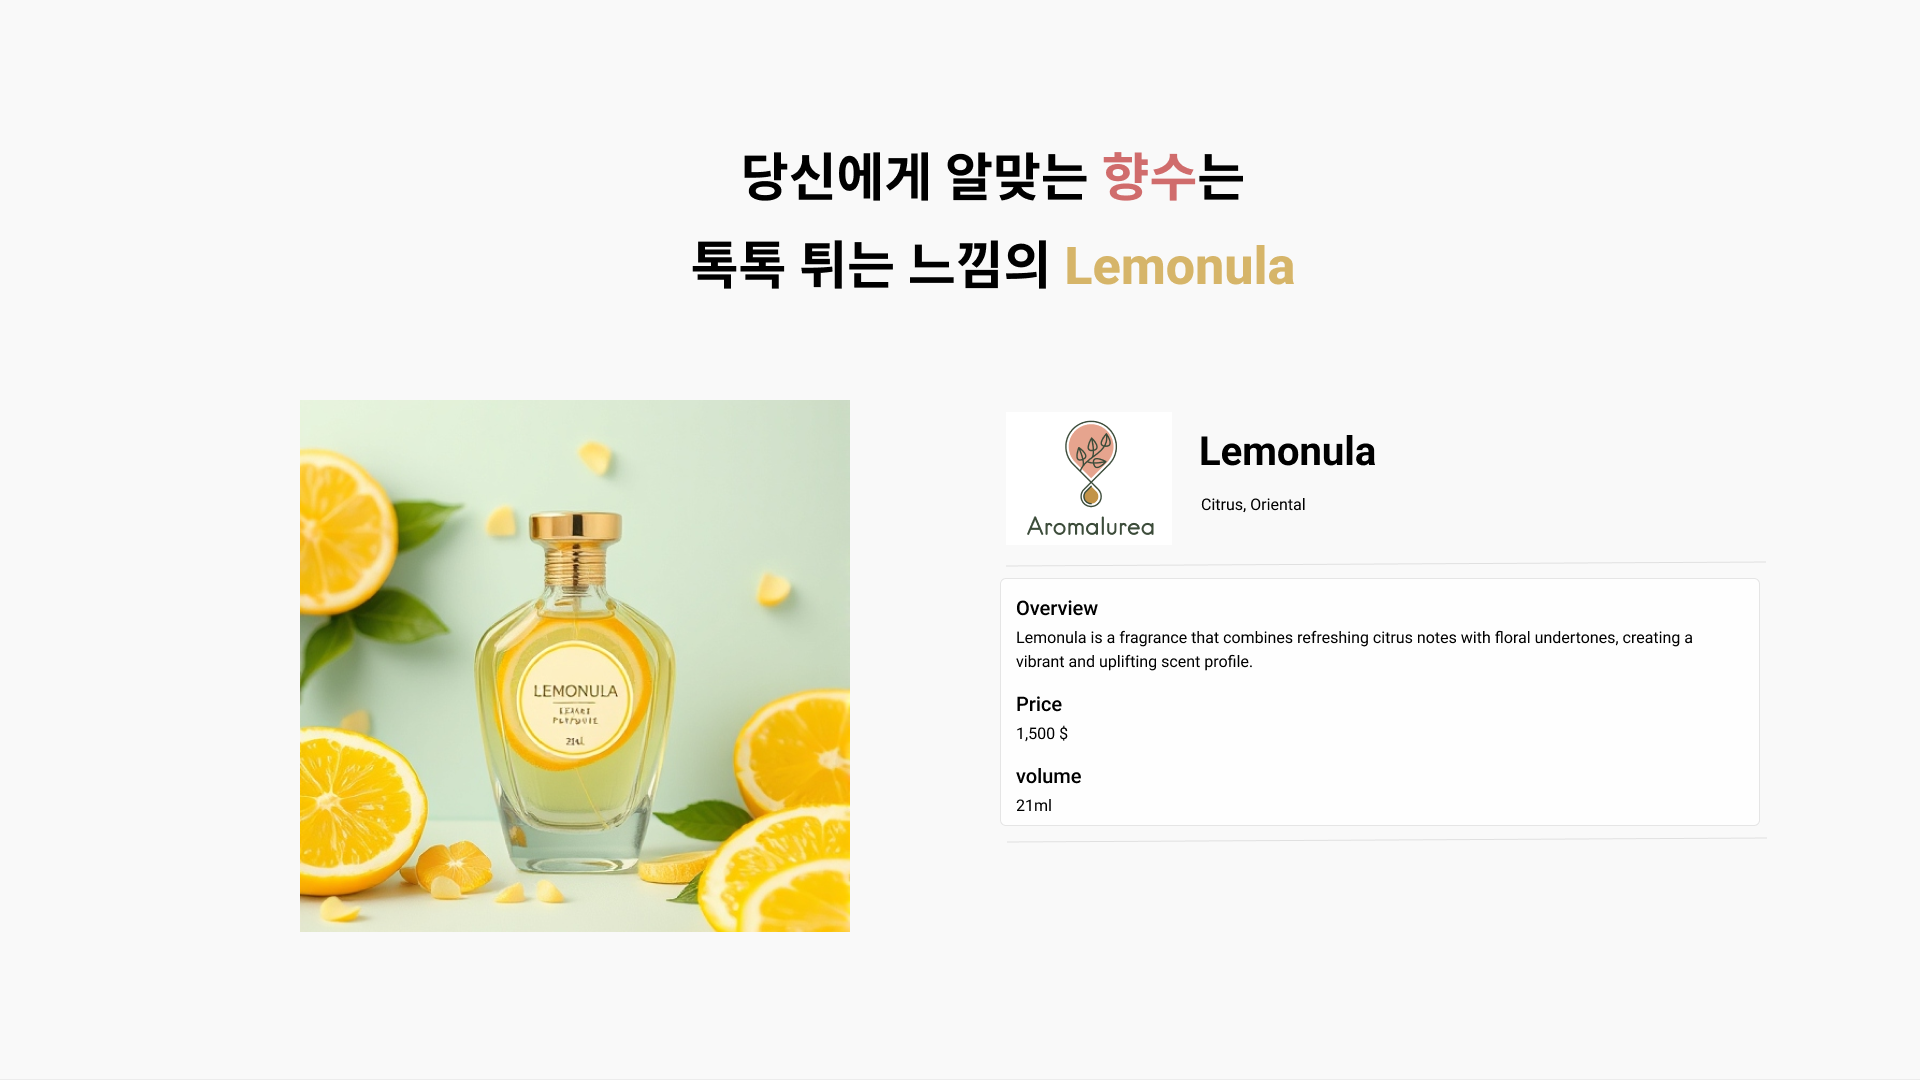 당신에게 알맞는 향수는
톡톡 튀는 느낌의 Lemonula
LEMONULA
Aromalurea
Lemonula
Citrus, Oriental
Overview
Lemonula is a fragrance that combines refreshing citrus notes with floral undertones, creating a
vibrant and uplifting scent profile.
Price
1,500 $
volume
21ml